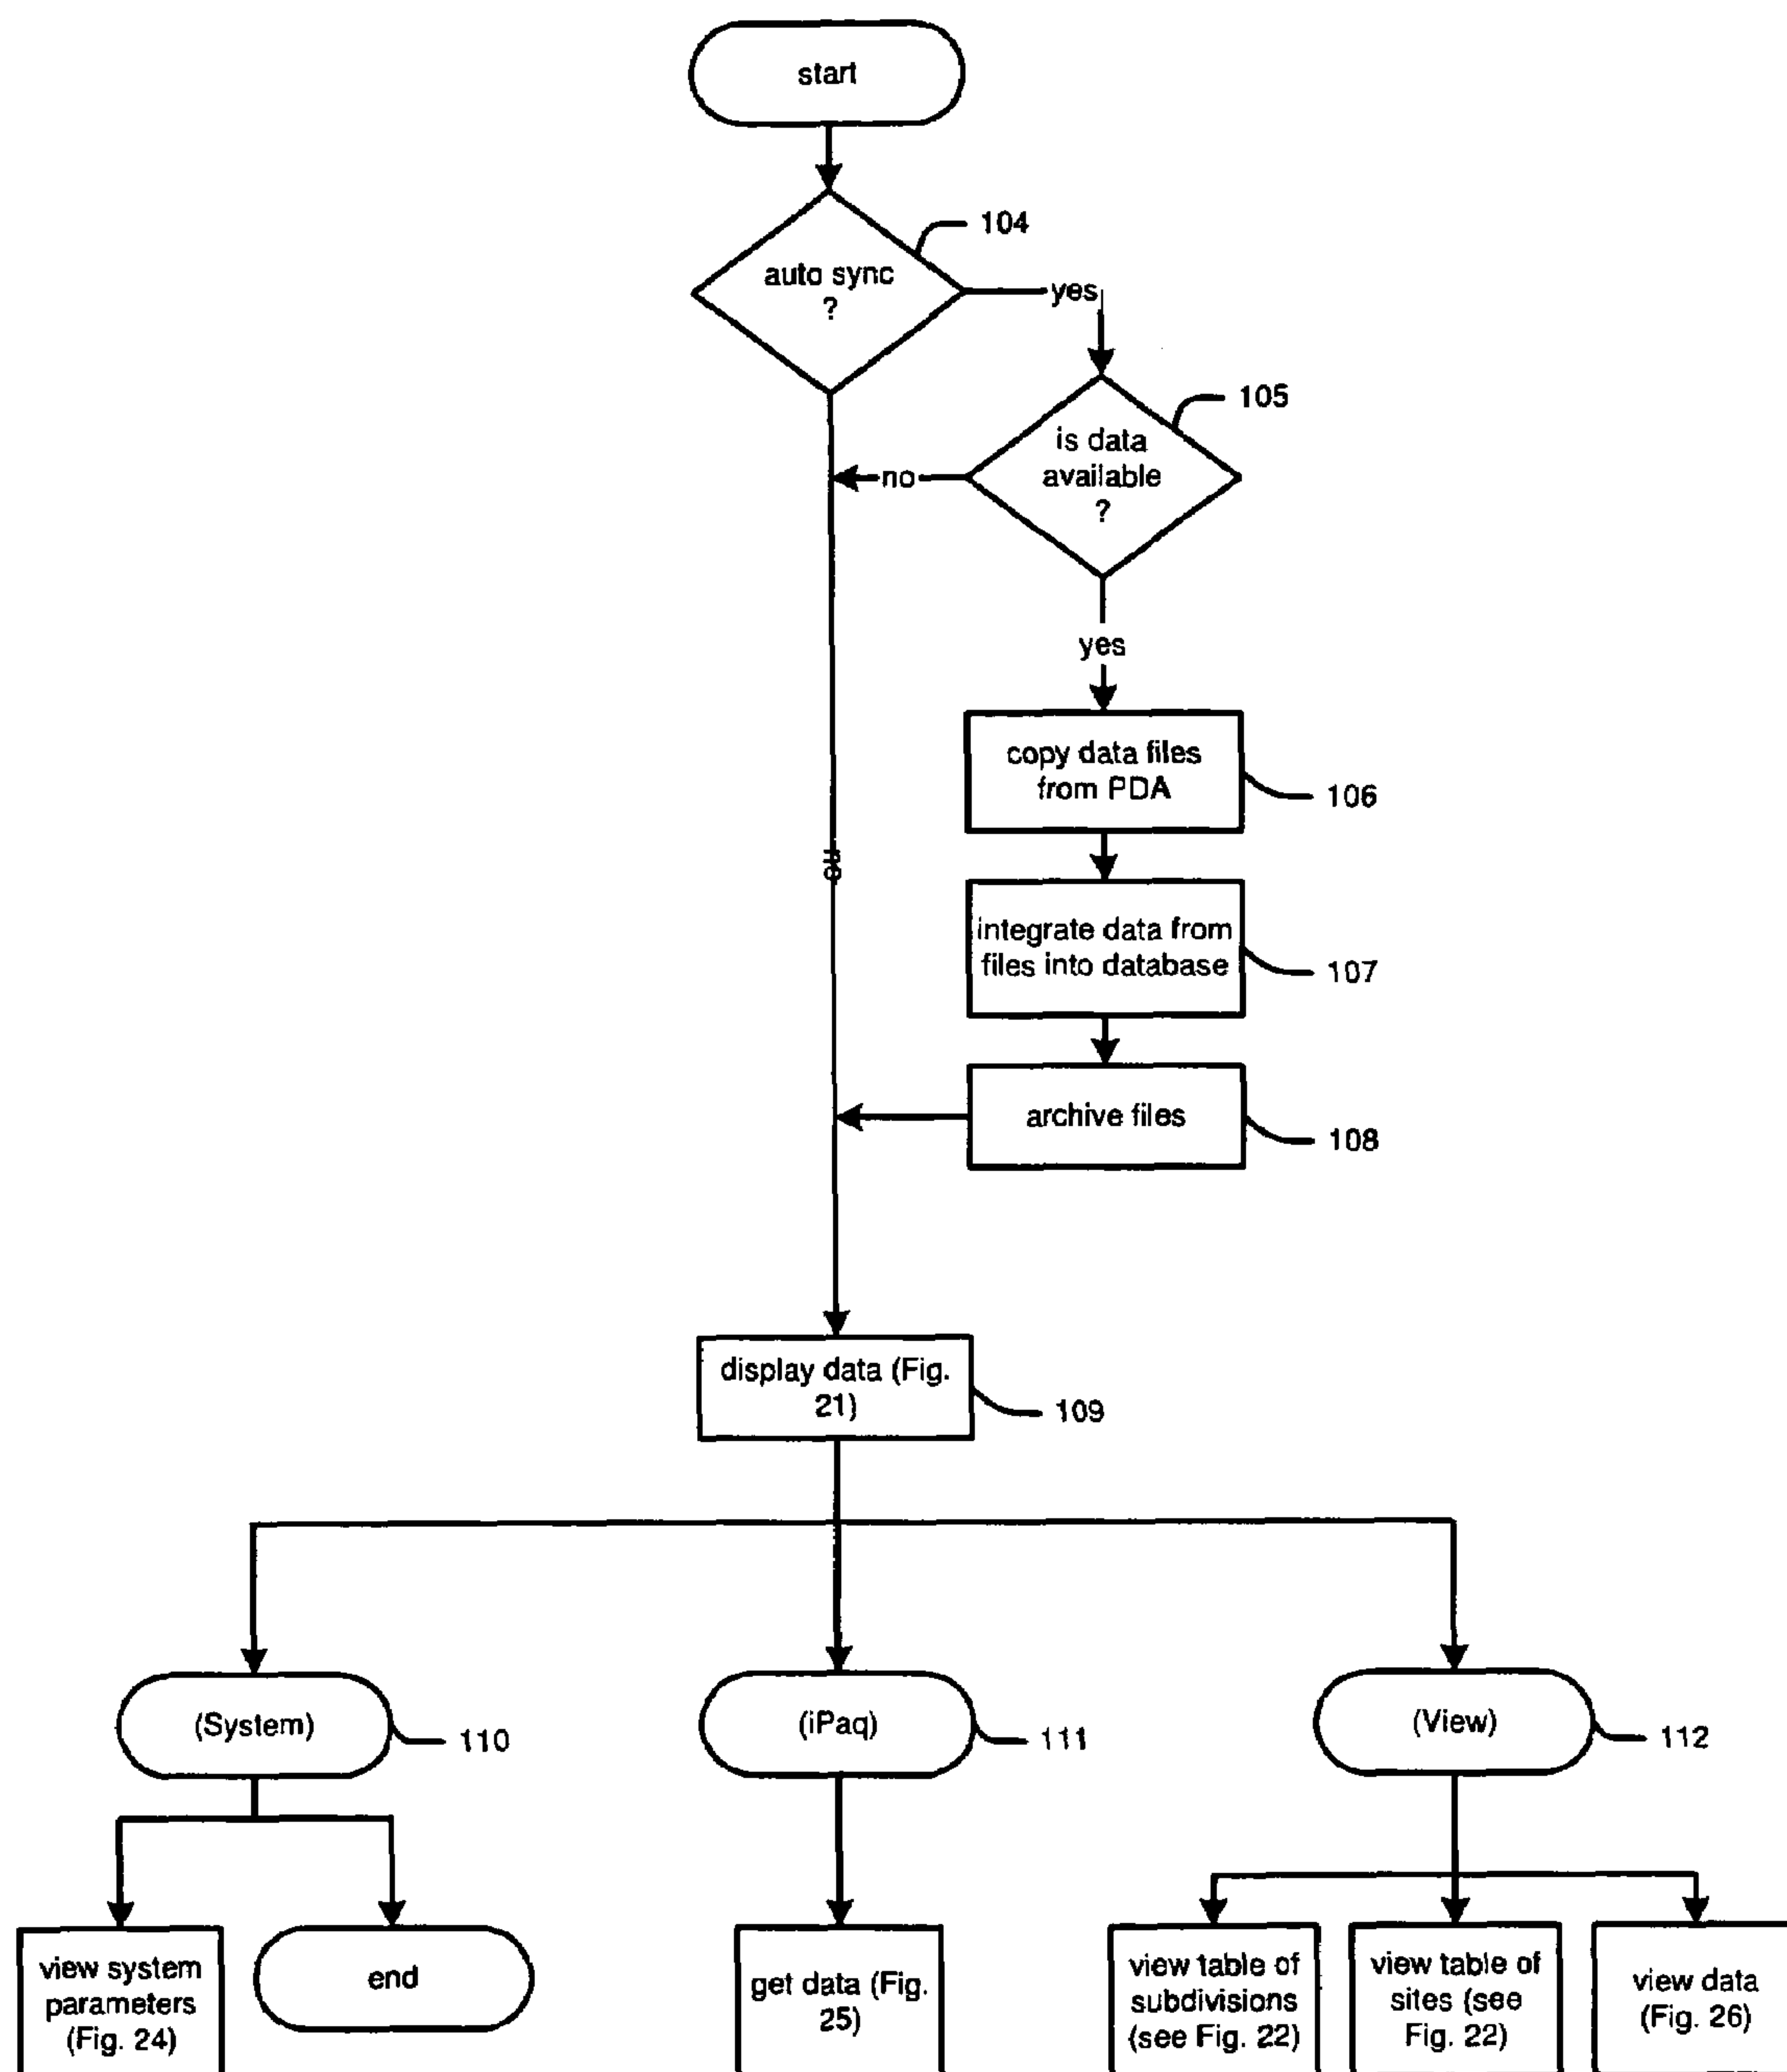 start
104
auto sync
?
yes
105
is data
available
?
no
yes
copy data files
from PDA
106
no
integrate data from
files into database
107
archive files
108
display data (Fig.
21)
109
(System)
110
(iPaq)
111
(View)
112
view system
parameters
(Fig. 24)
end
get data (Fig.
25)
view table of
subdivisions
(see Fig. 22)
view table of
sites (see
Fig. 22)
view data
(Fig. 26)